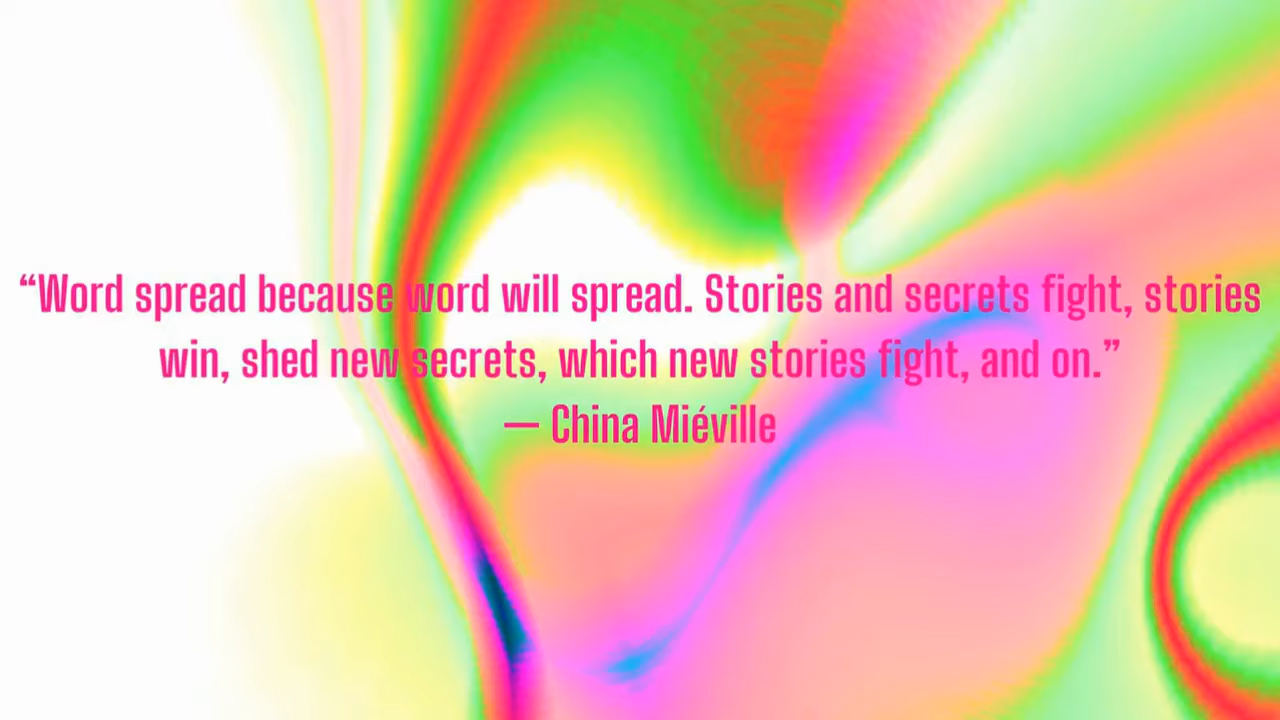 “Word spread because word will spread. Stories and secrets fight, stories
win, shed new secrets, which new stories fight, and on.”
— China Miéville